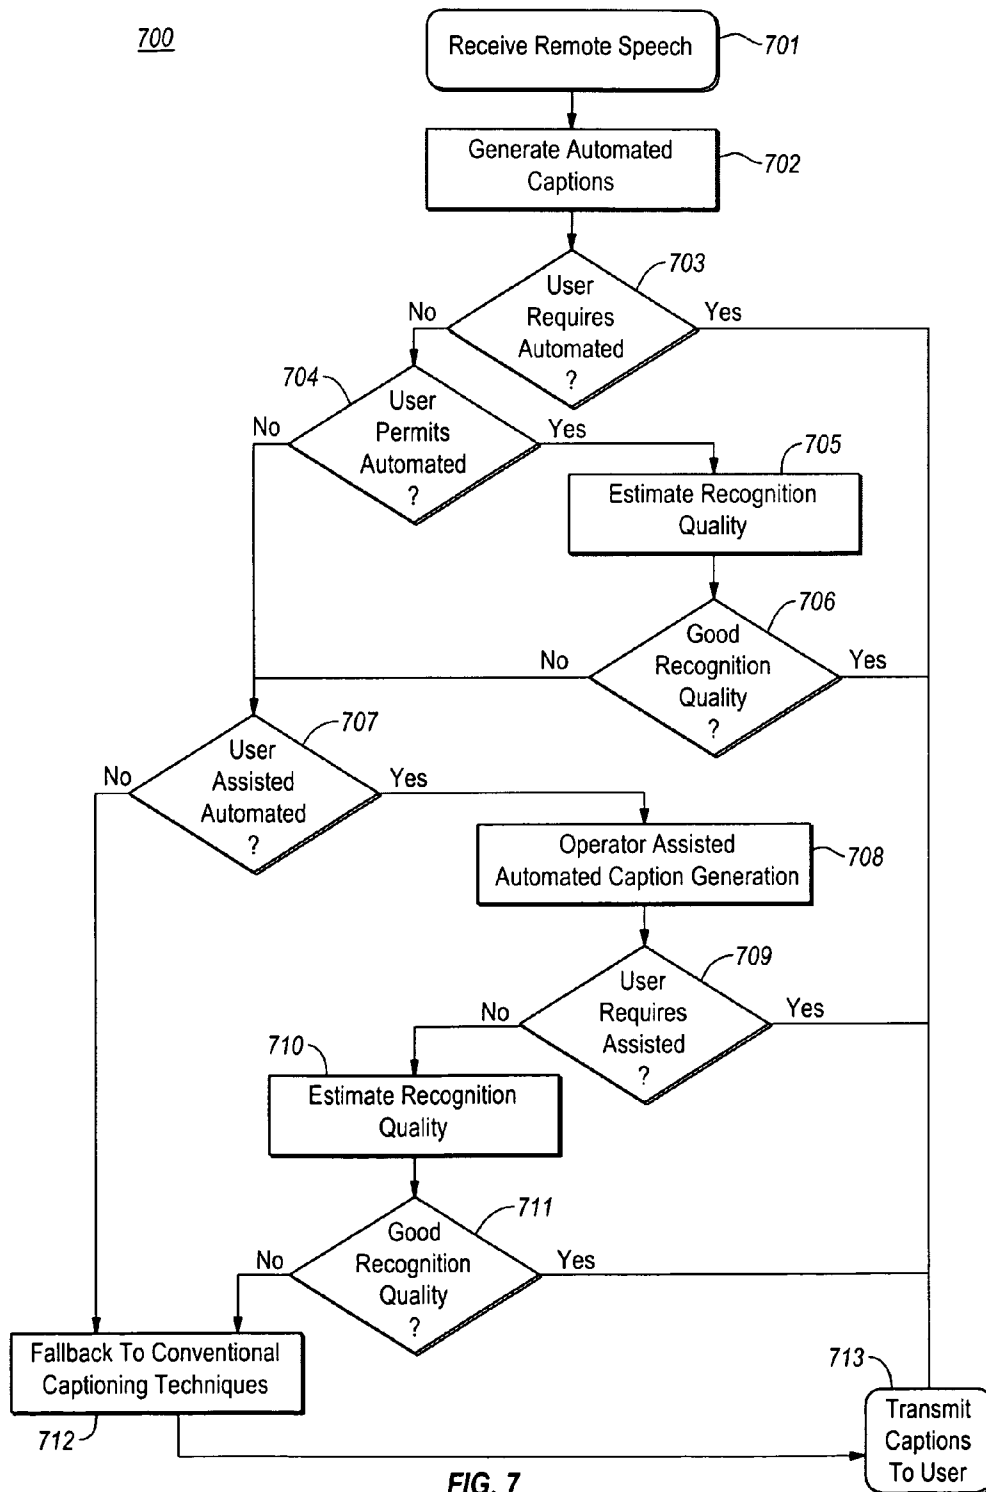 700
Receive Remote Speech
701
Generate Automated
Captions
702
703
User
Requires
Automated
?
No
Yes
704
User
Permits
Automated
?
No
Yes
705
Estimate Recognition
Quality
706
Good
Recognition
Quality
?
No
Yes
707
User
Assisted
Automated
?
No
Yes
Operator Assisted
Automated Caption Generation
708
709
User
Requires
Assisted
?
No
Yes
710
Estimate Recognition
Quality
711
Good
Recognition
Quality
?
No
Yes
Fallback To Conventional
Captioning Techniques
712
713
Transmit
Captions
To User
FIG. 7